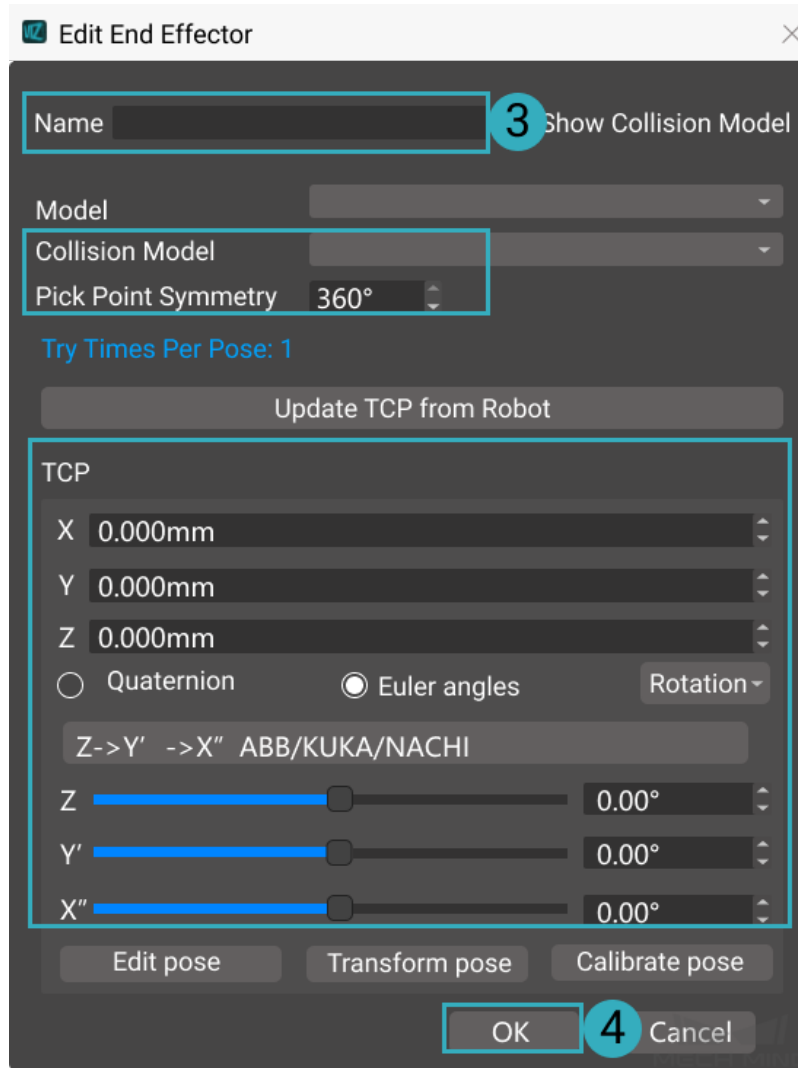 VIZ Edit End Effector
Name 3 Show Collision Model
Model
Collision Model
Pick Point Symmetry 360°
Try Times Per Pose: 1
Update TCP from Robot
TCP
X 0.000mm
Y 0.000mm
Z 0.000mm
Quaternion Euler angles Rotation
Z->Y′ ->X″ ABB/KUKA/NACHI
Z 0.00°
Y′ 0.00°
X″ 0.00°
Edit pose Transform pose Calibrate pose
OK 4 Cancel